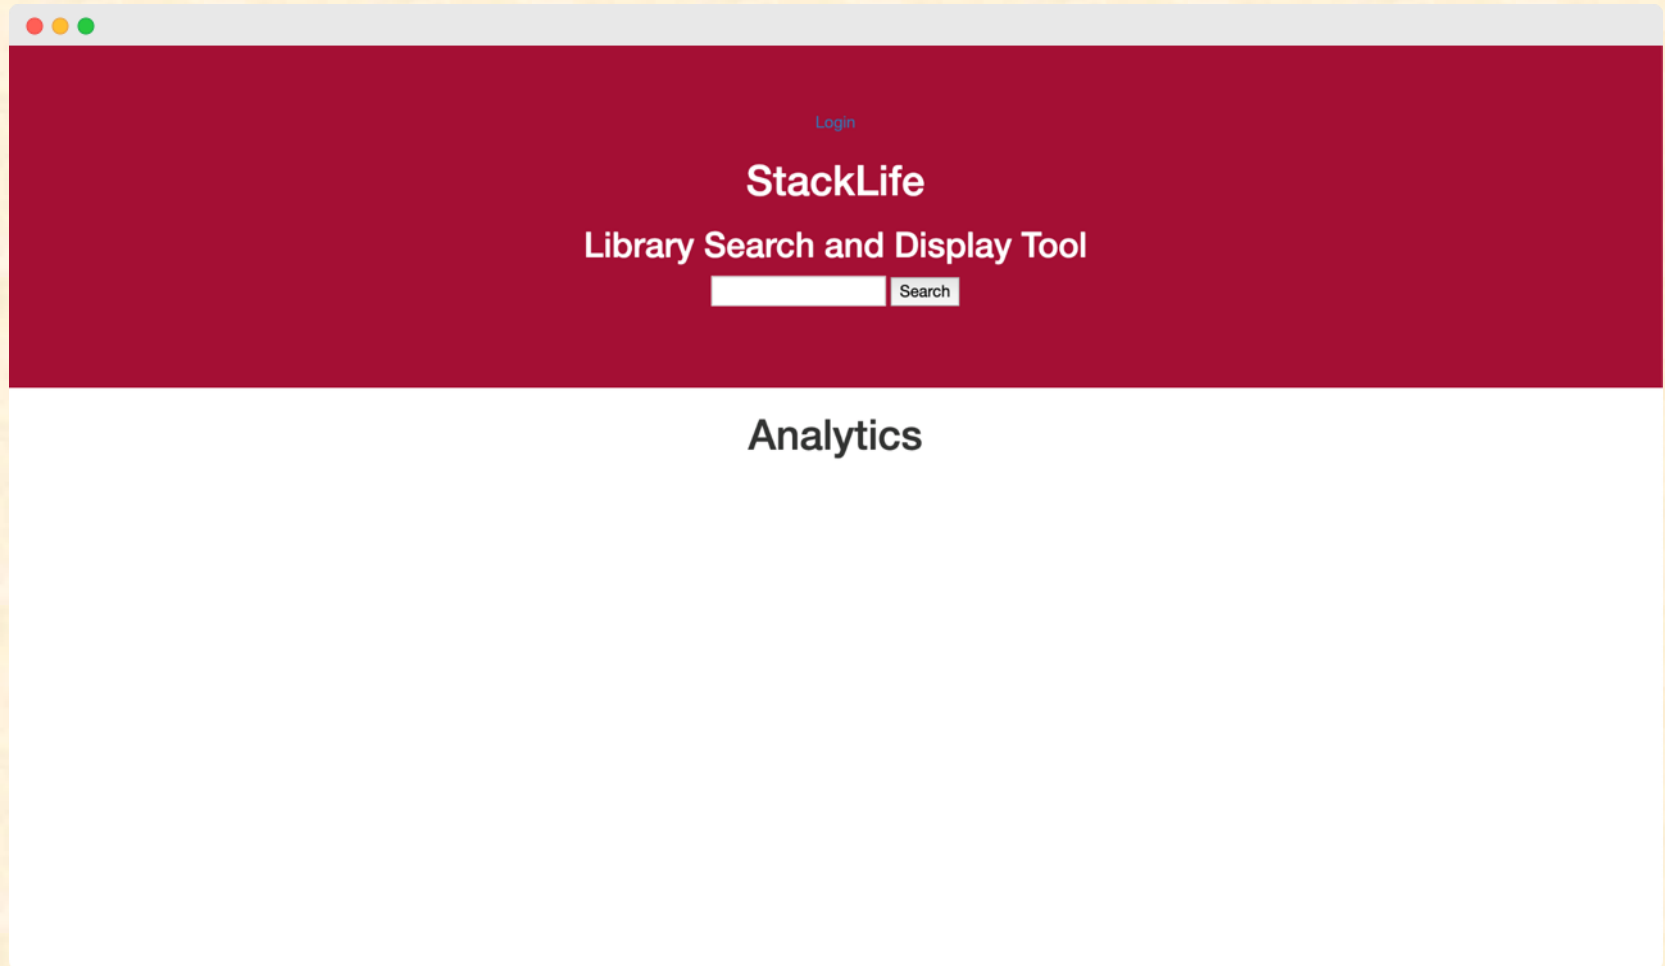 Login
StackLife
Library Search and Display Tool
Search
Analytics